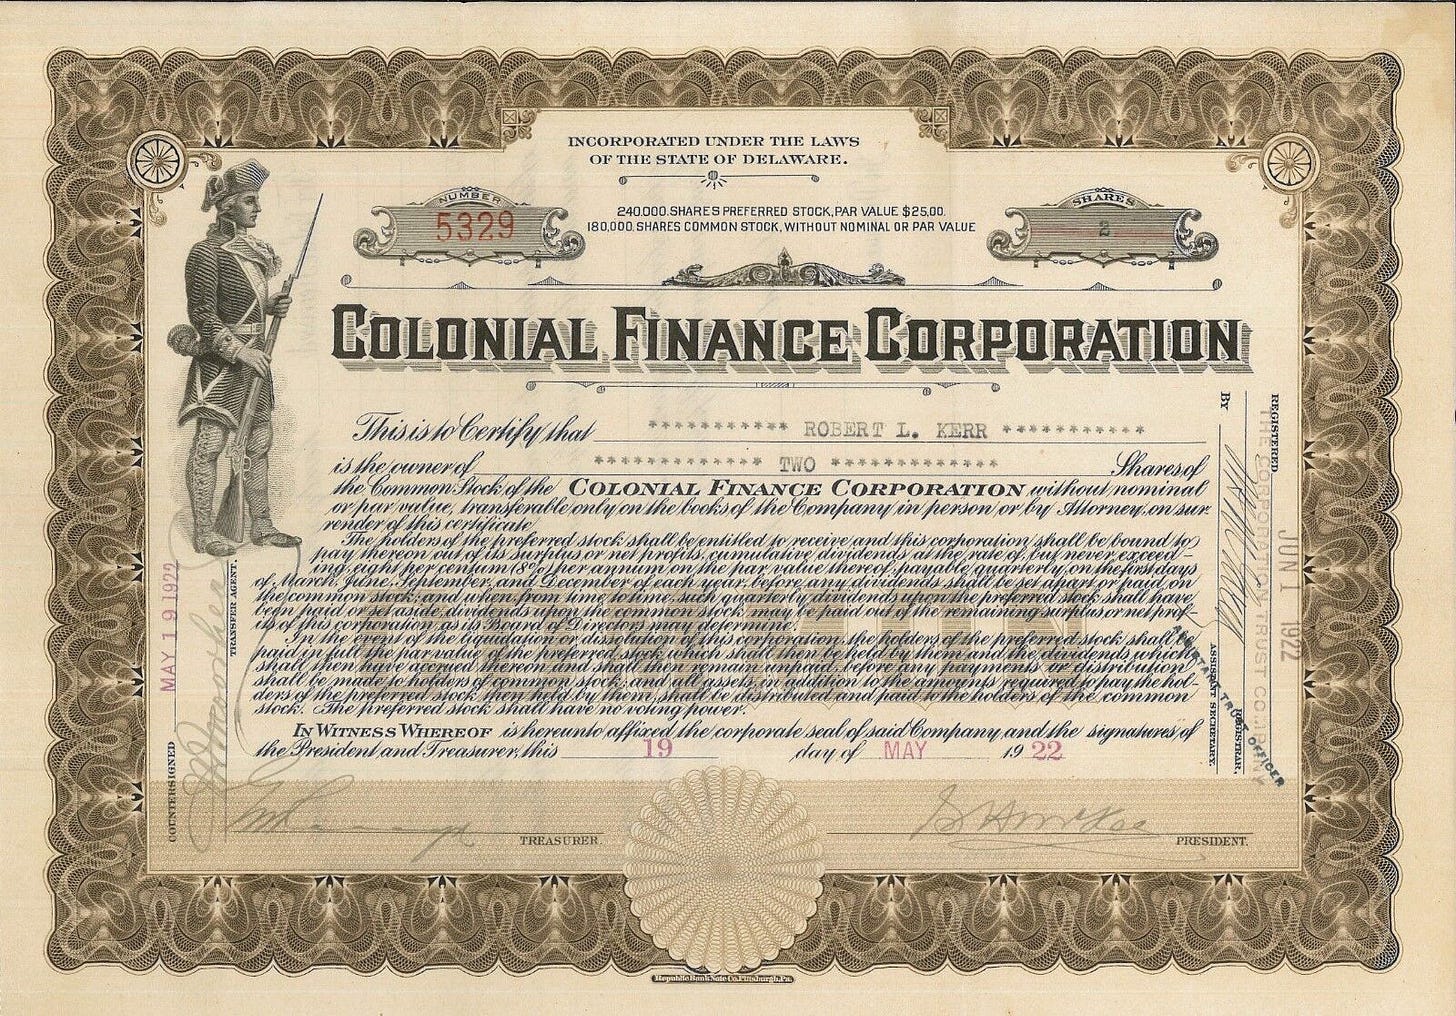 INCORPORATED UNDER THE LAWS
OF THE STATE OF DELAWARE.
NUMBER
5329
240,000. SHARES PREFERRED STOCK, PAR VALUE $25.00.
180,000. SHARES COMMON STOCK, WITHOUT NOMINAL OR PAR VALUE
SHARES
2
COLONIAL FINANCE CORPORATION
This is to Certify that *********** ROBERT L. KERR ***********
is the owner of ************* TWO ************* Shares of
the Common Stock of the COLONIAL FINANCE CORPORATION without nominal
or par value, transferable only on the books of the Company in person or by Attorney, on sur-
render of this certificate
The holders of the preferred stock shall be entitled to receive and this corporation shall be bound to
pay thereon out of its surplus or net profits, cumulative dividends at the rate of, but never exceed-
ing, eight per centum (8%) per annum on the par value thereof, payable quarterly, on the first days
of March, June, September, and December of each year, before any dividends shall be set apart or paid on
the common stock; and when, from time to time, such quarterly dividends upon the preferred stock shall have
been paid or set aside, dividends upon the common stock may be paid out of the remaining surplus or net prof-
its of this corporation, as its Board of Directors may determine.
In the event of the liquidation or dissolution of this corporation, the holders of the preferred stock shall be
paid in full the par value of the preferred stock which shall then be held by them and the dividends which
shall then have accrued thereon and shall then remain unpaid, before any payments or distribution
shall be made to holders of common stock, and all assets, in addition to the amounts required to pay the hol-
ders of the preferred stock then held by them, shall be distributed and paid to the holders of the common
stock. The preferred stock shall have no voting power.
IN WITNESS WHEREOF is hereunto affixed the corporate seal of said Company, and the signatures of
the President and Treasurer, this 19 day of MAY 1922
TREASURER.
PRESIDENT.
COUNTERSIGNED
MAY 19 1922
TRANSFER AGENT.
REGISTERED
THE CORPORATION TRUST COMPANY
JUN 1 1922
BY
ASSISTANT SECRETARY.
REGISTRAR.
ASSISTANT TRUST OFFICER
Republic Bank Note Co. Pittsburgh, Pa.